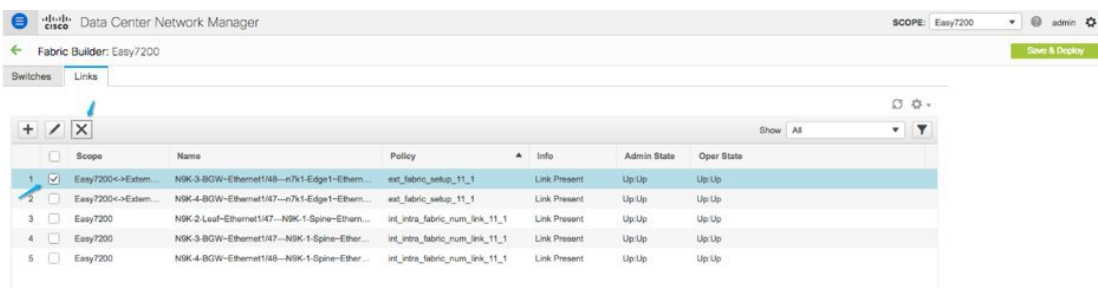 cisco Data Center Network Manager SCOPE: Easy7200 admin
Fabric Builder: Easy7200 Save & Deploy
Switches Links
Show All
Scope Name Policy Info Admin State Oper State
1 Easy7200<->Extern... N9K-3-BGW~Ethernet1/48---n7k1-Edge1~Ethern... ext_fabric_setup_11_1 Link Present Up:Up Up:Up
2 Easy7200<->Extern... N9K-4-BGW~Ethernet1/47---n7k1-Edge1~Ethern... ext_fabric_setup_11_1 Link Present Up:Up Up:Up
3 Easy7200 N9K-2-Leaf~Ethernet1/47---N9K-1-Spine~Ethern... int_intra_fabric_num_link_11_1 Link Present Up:Up Up:Up
4 Easy7200 N9K-3-BGW~Ethernet1/47---N9K-1-Spine~Ether... int_intra_fabric_num_link_11_1 Link Present Up:Up Up:Up
5 Easy7200 N9K-4-BGW~Ethernet1/48---N9K-1-Spine~Ether... int_intra_fabric_num_link_11_1 Link Present Up:Up Up:Up